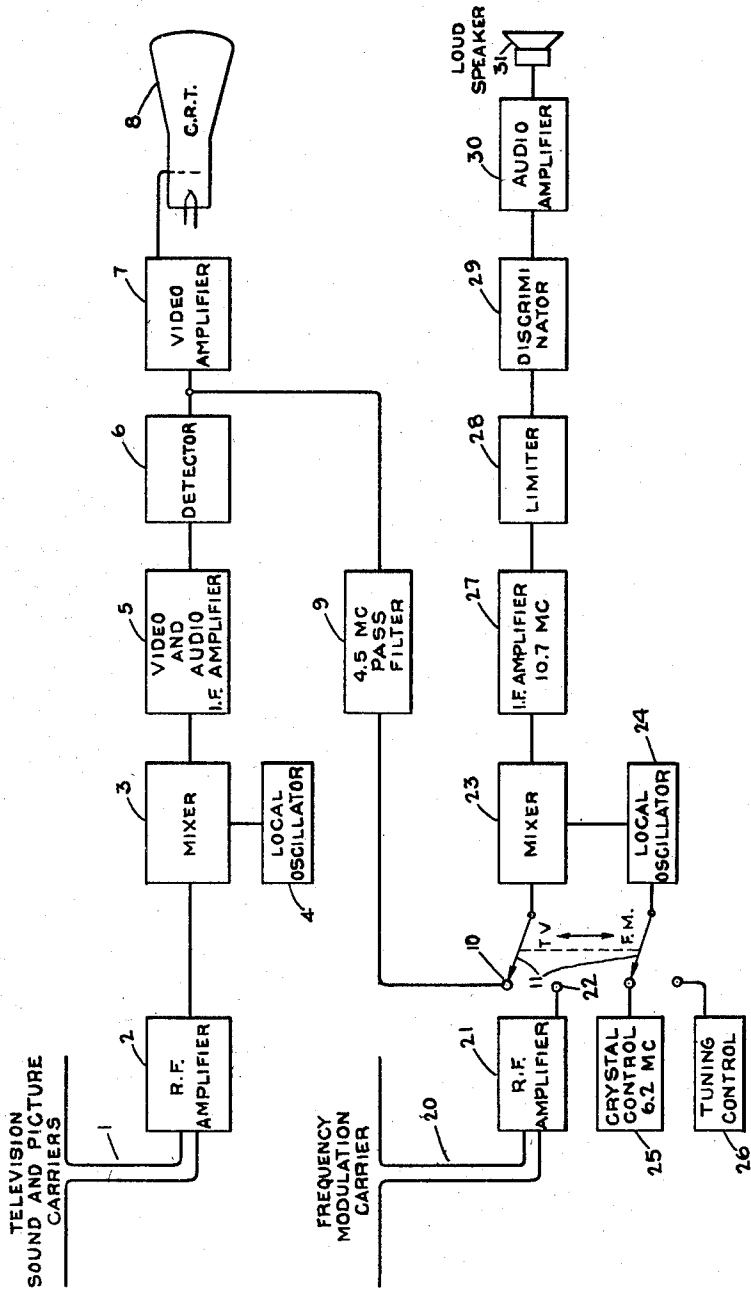 TELEVISION
SOUND AND PICTURE
CARRIERS
1
2
R.F.
AMPLIFIER
3
MIXER
LOCAL
OSCILLATOR
4
5
VIDEO
AND
AUDIO
I.F. AMPLIFIER
6
DETECTOR
7
VIDEO
AMPLIFIER
8
C.R.T.
9
4.5 MC
PASS
FILTER
FREQUENCY
MODULATION
CARRIER
20
21
R.F.
AMPLIFIER
10
22
11
TV
F.M.
CRYSTAL
CONTROL
6.2 MC
25
TUNING
CONTROL
26
23
MIXER
24
LOCAL
OSCILLATOR
27
I.F. AMPLIFIER
10.7 MC
28
LIMITER
29
DISCRIMI
NATOR
30
AUDIO
AMPLIFIER
LOUD
SPEAKER
31